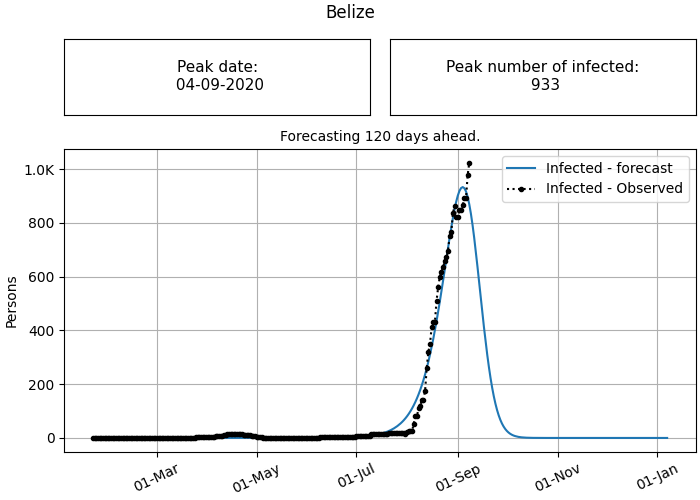 Belize
Peak date:
04-09-2020
Peak number of infected:
933
Forecasting 120 days ahead.
Infected - forecast
Infected - Observed
1.0K
800
600
400
200
0
Persons
01-Mar
01-May
01-Jul
01-Sep
01-Nov
01-Jan